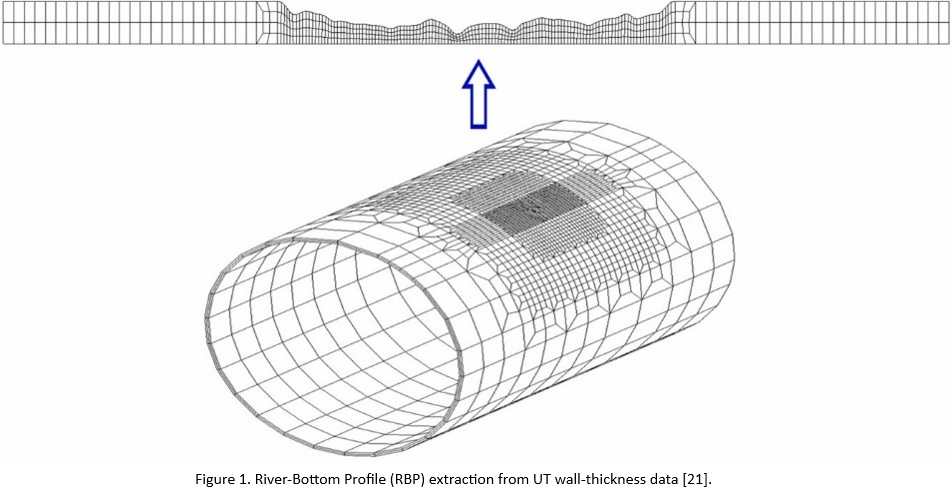 Figure 1. River-Bottom Profile (RBP) extraction from UT wall-thickness data [21].